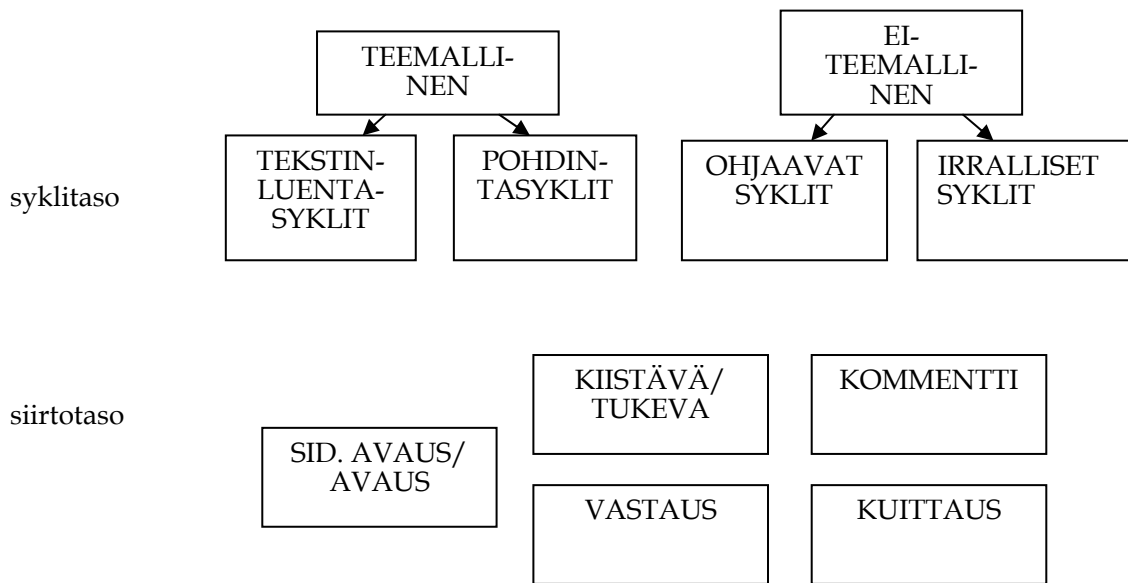 TEEMALLI-
NEN
EI-
TEEMALLI-
NEN
syklitaso
TEKSTIN-
LUENTA-
SYKLIT
POHDIN-
TASYKLIT
OHJAAVAT
SYKLIT
IRRALLISET
SYKLIT
siirtotaso
SID. AVAUS/
AVAUS
KIISTÄVÄ/
TUKEVA
KOMMENTTI
VASTAUS
KUITTAUS